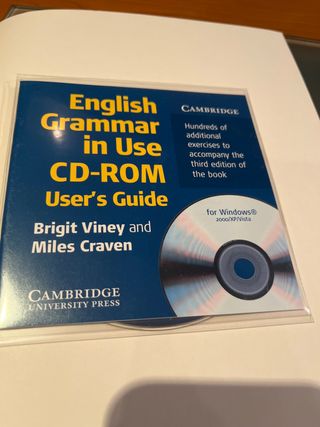 English
Grammar
in Use
CD-ROM
User's Guide
Brigit Viney and
Miles Craven
CAMBRIDGE
Hundreds of
additional
exercises to
accompany the
third edition of
the book
for Windows®
2000/XP/Vista
CAMBRIDGE
UNIVERSITY PRESS